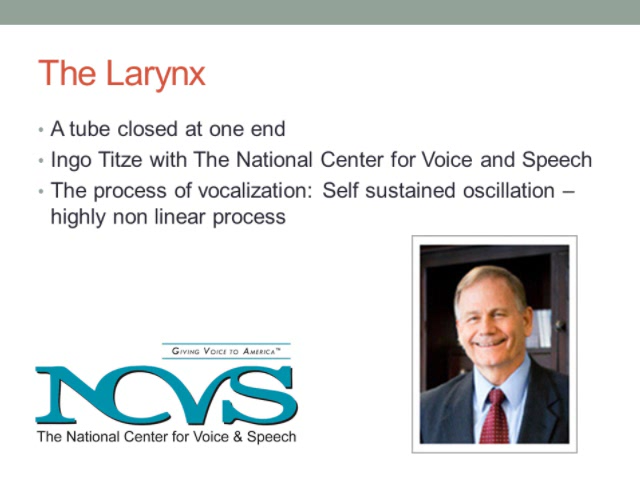 The Larynx
• A tube closed at one end
• Ingo Titze with The National Center for Voice and Speech
• The process of vocalization: Self sustained oscillation –
highly non linear process
GIVING VOICE TO AMERICA™
NCVS
The National Center for Voice & Speech